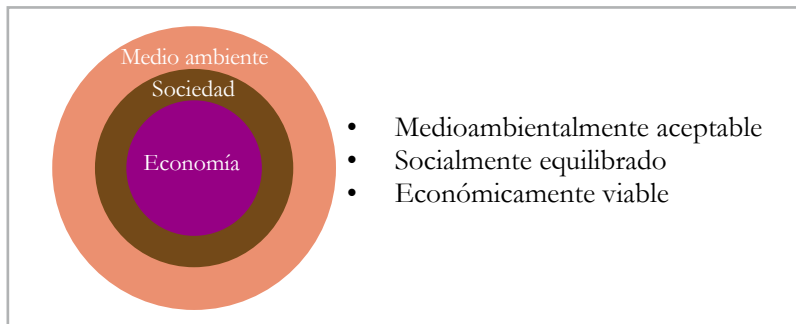 Medio ambiente
Sociedad
Economía
• Medioambientalmente aceptable
• Socialmente equilibrado
• Económicamente viable